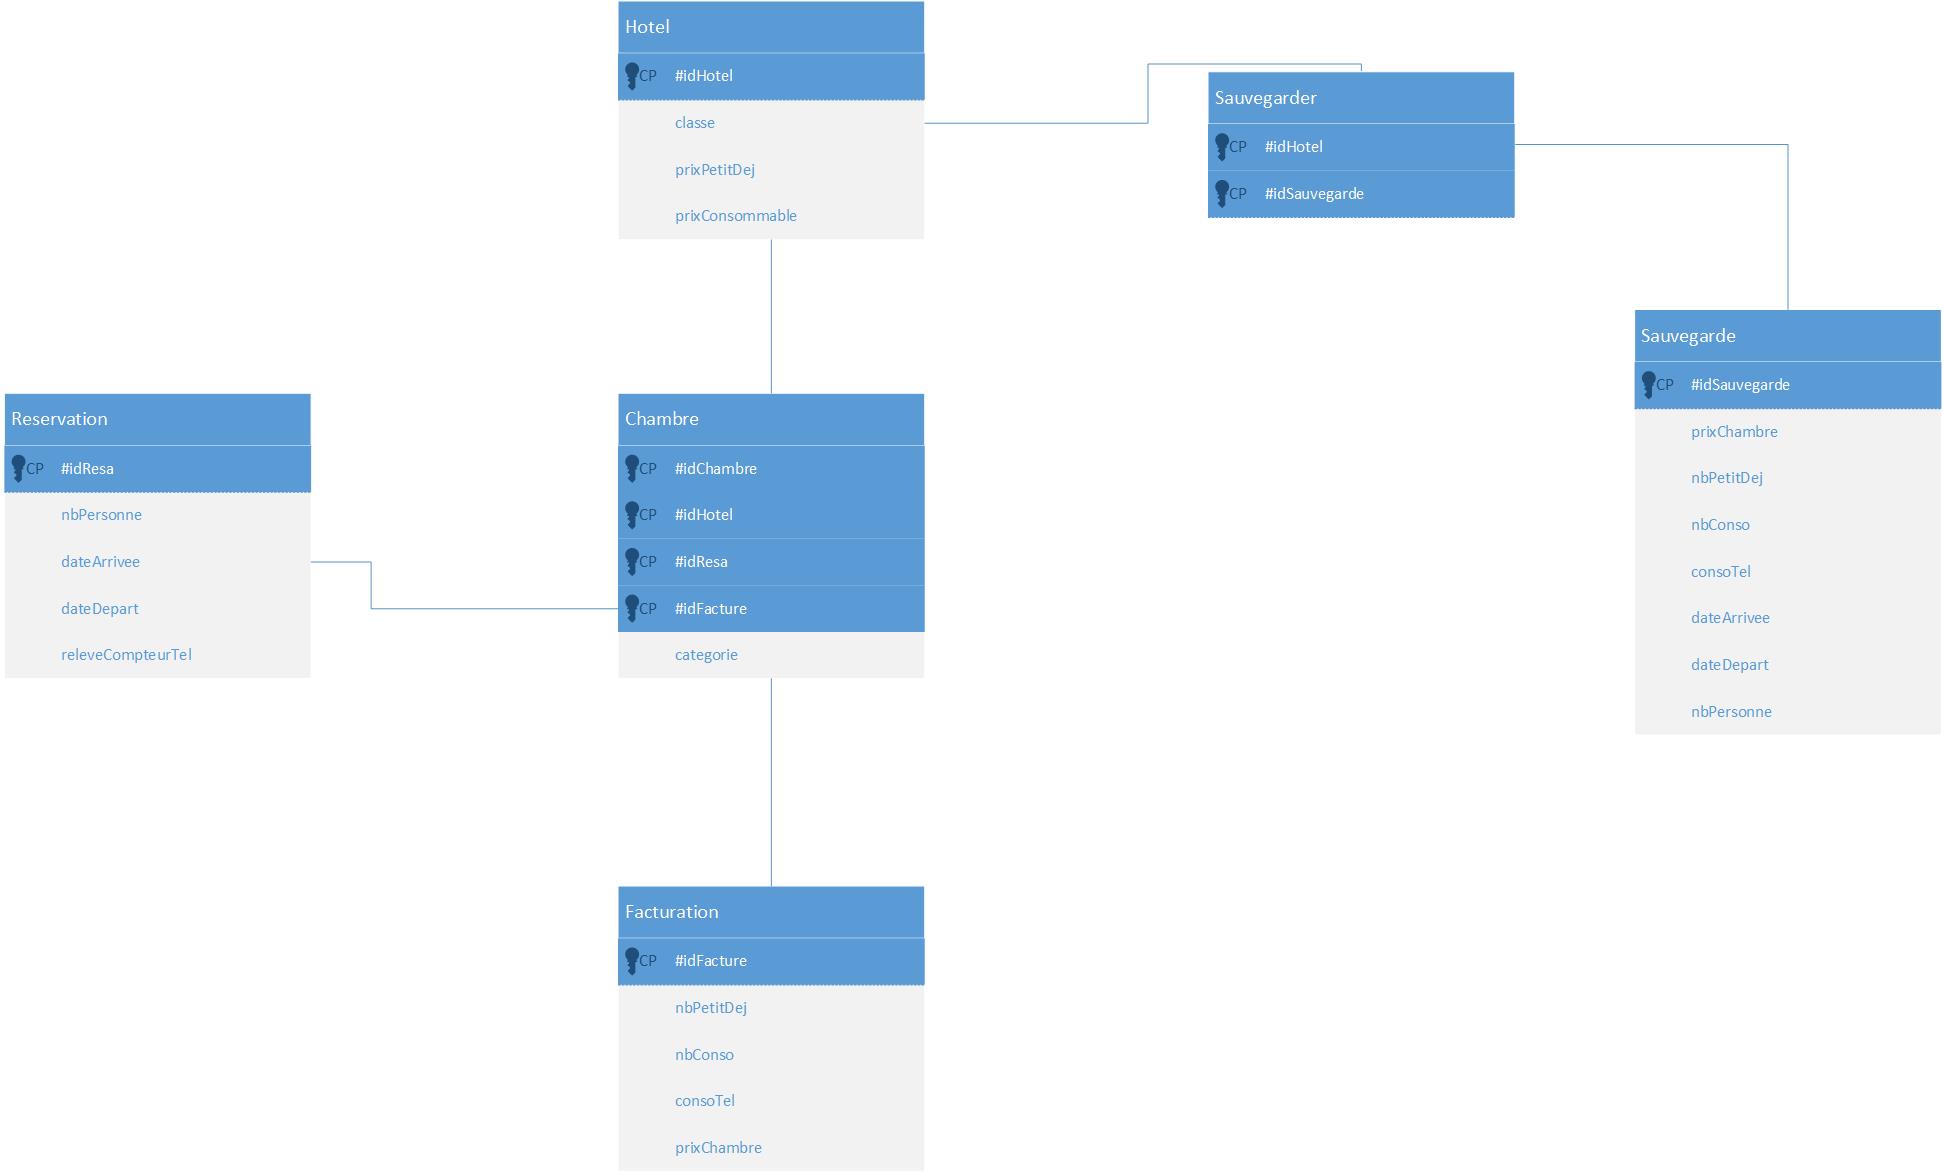 Hotel
CP #idHotel
classe
prixPetitDej
prixConsommable
Sauvegarder
CP #idHotel
CP #idSauvegarde
Sauvegarde
CP #idSauvegarde
prixChambre
nbPetitDej
nbConso
consoTel
dateArrivee
dateDepart
nbPersonne
Reservation
CP #idResa
nbPersonne
dateArrivee
dateDepart
releveCompteurTel
Chambre
CP #idChambre
CP #idHotel
CP #idResa
CP #idFacture
categorie
Facturation
CP #idFacture
nbPetitDej
nbConso
consoTel
prixChambre